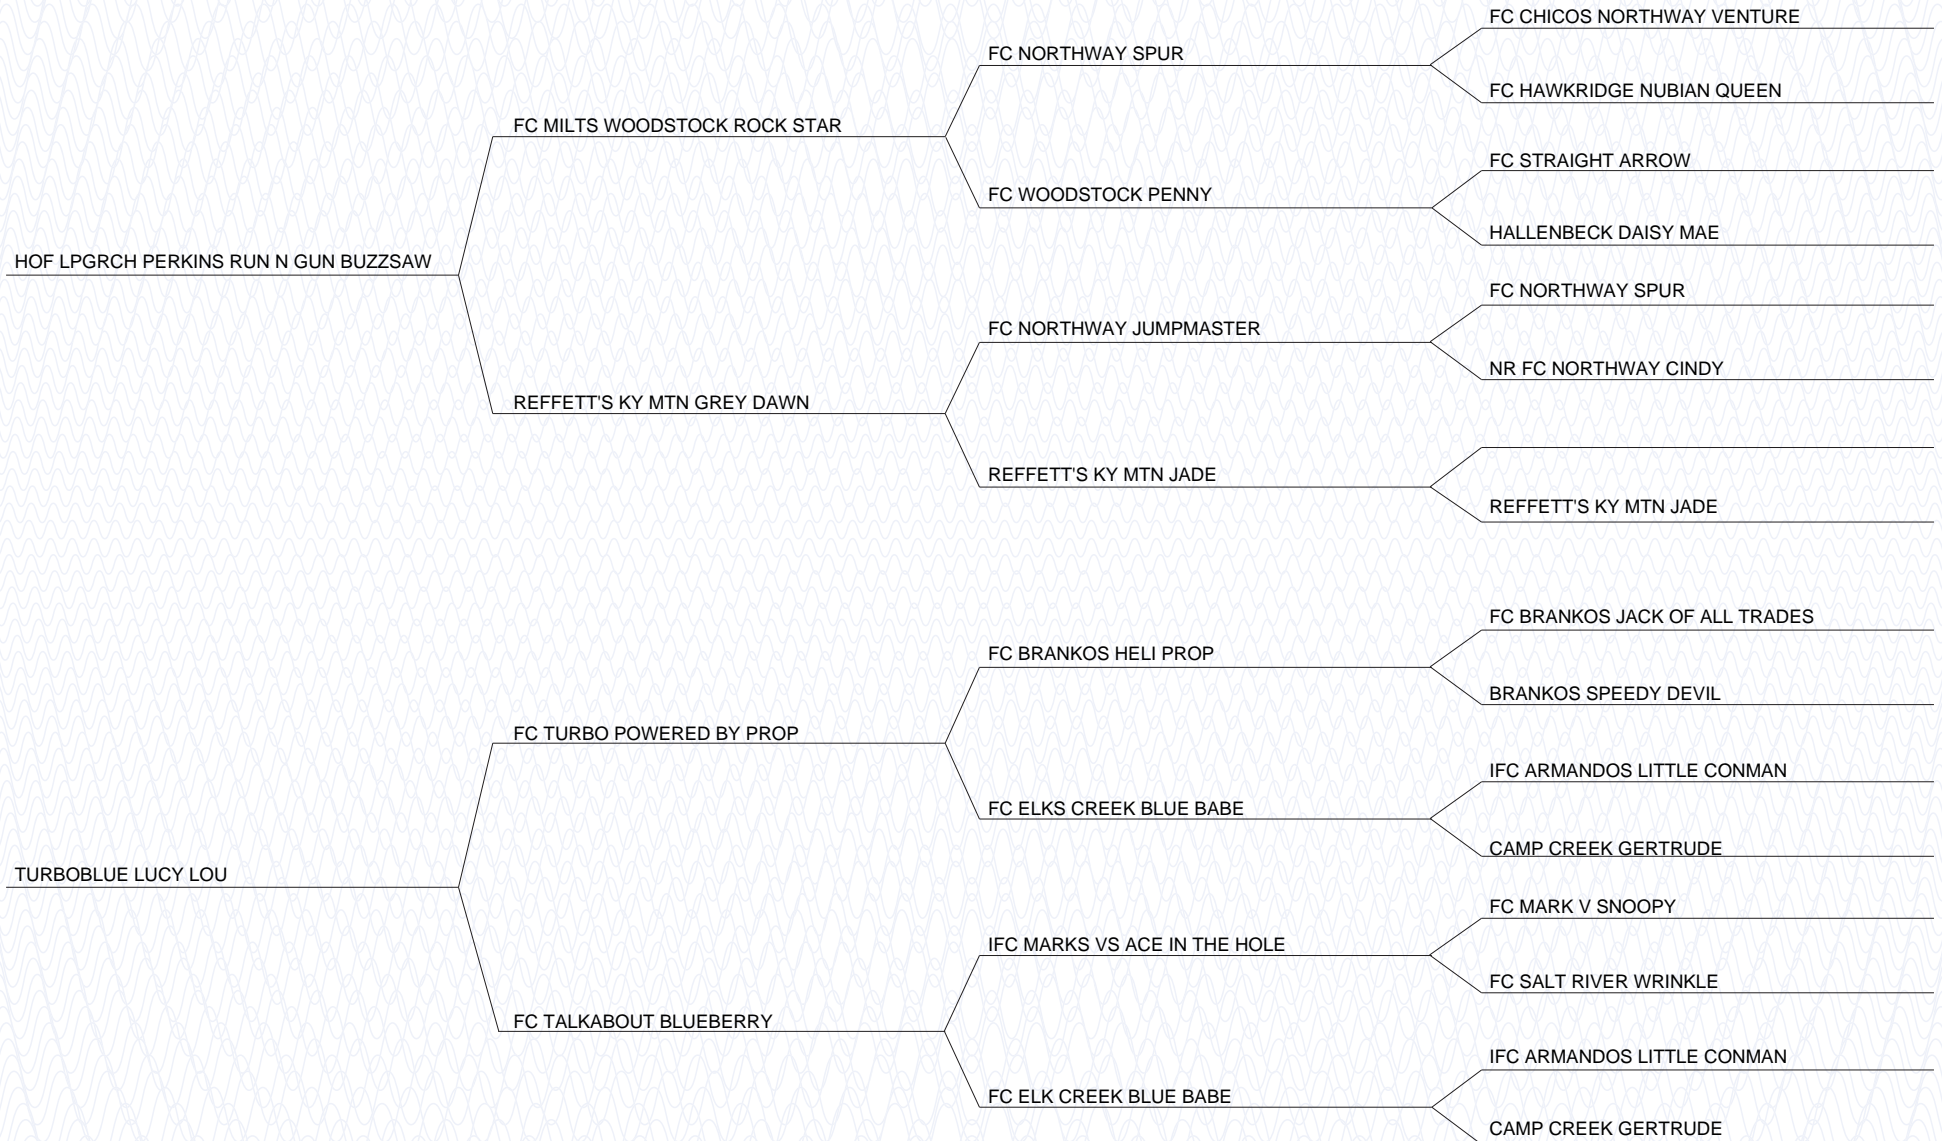 FC CHICOS NORTHWAY VENTURE
FC NORTHWAY SPUR
FC HAWKRIDGE NUBIAN QUEEN
FC MILTS WOODSTOCK ROCK STAR
FC STRAIGHT ARROW
FC WOODSTOCK PENNY
HALLENBECK DAISY MAE
HOF LPGRCH PERKINS RUN N GUN BUZZSAW
FC NORTHWAY SPUR
FC NORTHWAY JUMPMASTER
NR FC NORTHWAY CINDY
REFFETT'S KY MTN GREY DAWN
REFFETT'S KY MTN JADE
REFFETT'S KY MTN JADE
FC BRANKOS JACK OF ALL TRADES
FC BRANKOS HELI PROP
BRANKOS SPEEDY DEVIL
FC TURBO POWERED BY PROP
IFC ARMANDOS LITTLE CONMAN
FC ELKS CREEK BLUE BABE
CAMP CREEK GERTRUDE
TURBOBLUE LUCY LOU
FC MARK V SNOOPY
IFC MARKS VS ACE IN THE HOLE
FC SALT RIVER WRINKLE
FC TALKABOUT BLUEBERRY
IFC ARMANDOS LITTLE CONMAN
FC ELK CREEK BLUE BABE
CAMP CREEK GERTRUDE